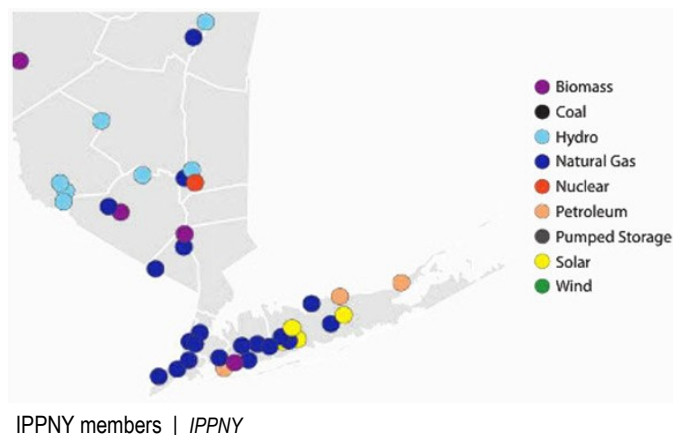 Biomass
Coal
Hydro
Natural Gas
Nuclear
Petroleum
Pumped Storage
Solar
Wind
IPPNY members | IPPNY